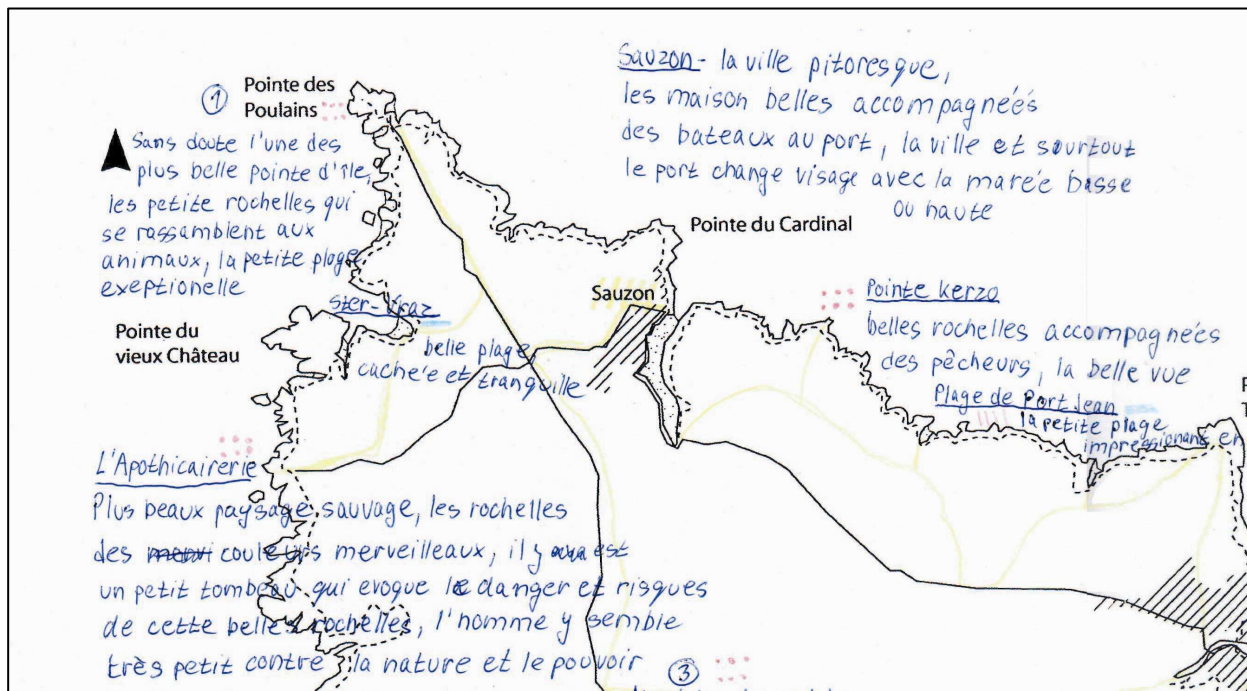 ① Pointe des
Poulains
Sans doute l'une des
plus belle pointe d'île,
les petite rochelles qui
se rassamblent aux
animaux, la petite plage
exeptionelle
Sauzon - la ville pitoresque,
les maison belles accompagneés
des bateaux au port, la ville et sourtout
le port change visage avec la marée basse
ou haute
Pointe du Cardinal
Sauzon
Ster-Vraz
belle plage,
cachée et tranquille
Pointe du
vieux Château
Pointe Kerzo
belles rochelles accompagnées
des pêcheurs, la belle vue
Plage de Port Jean
la petite plage
impressionant en
P
T
L'Apothicairerie
Plus beaux paysage sauvage, les rochelles
des couleurs merveilleaux, il y est
un petit tombeau qui evoque le danger et risques
de cette belles rochelles, l'homme y semble
très petit contre la nature et le pouvoir
③